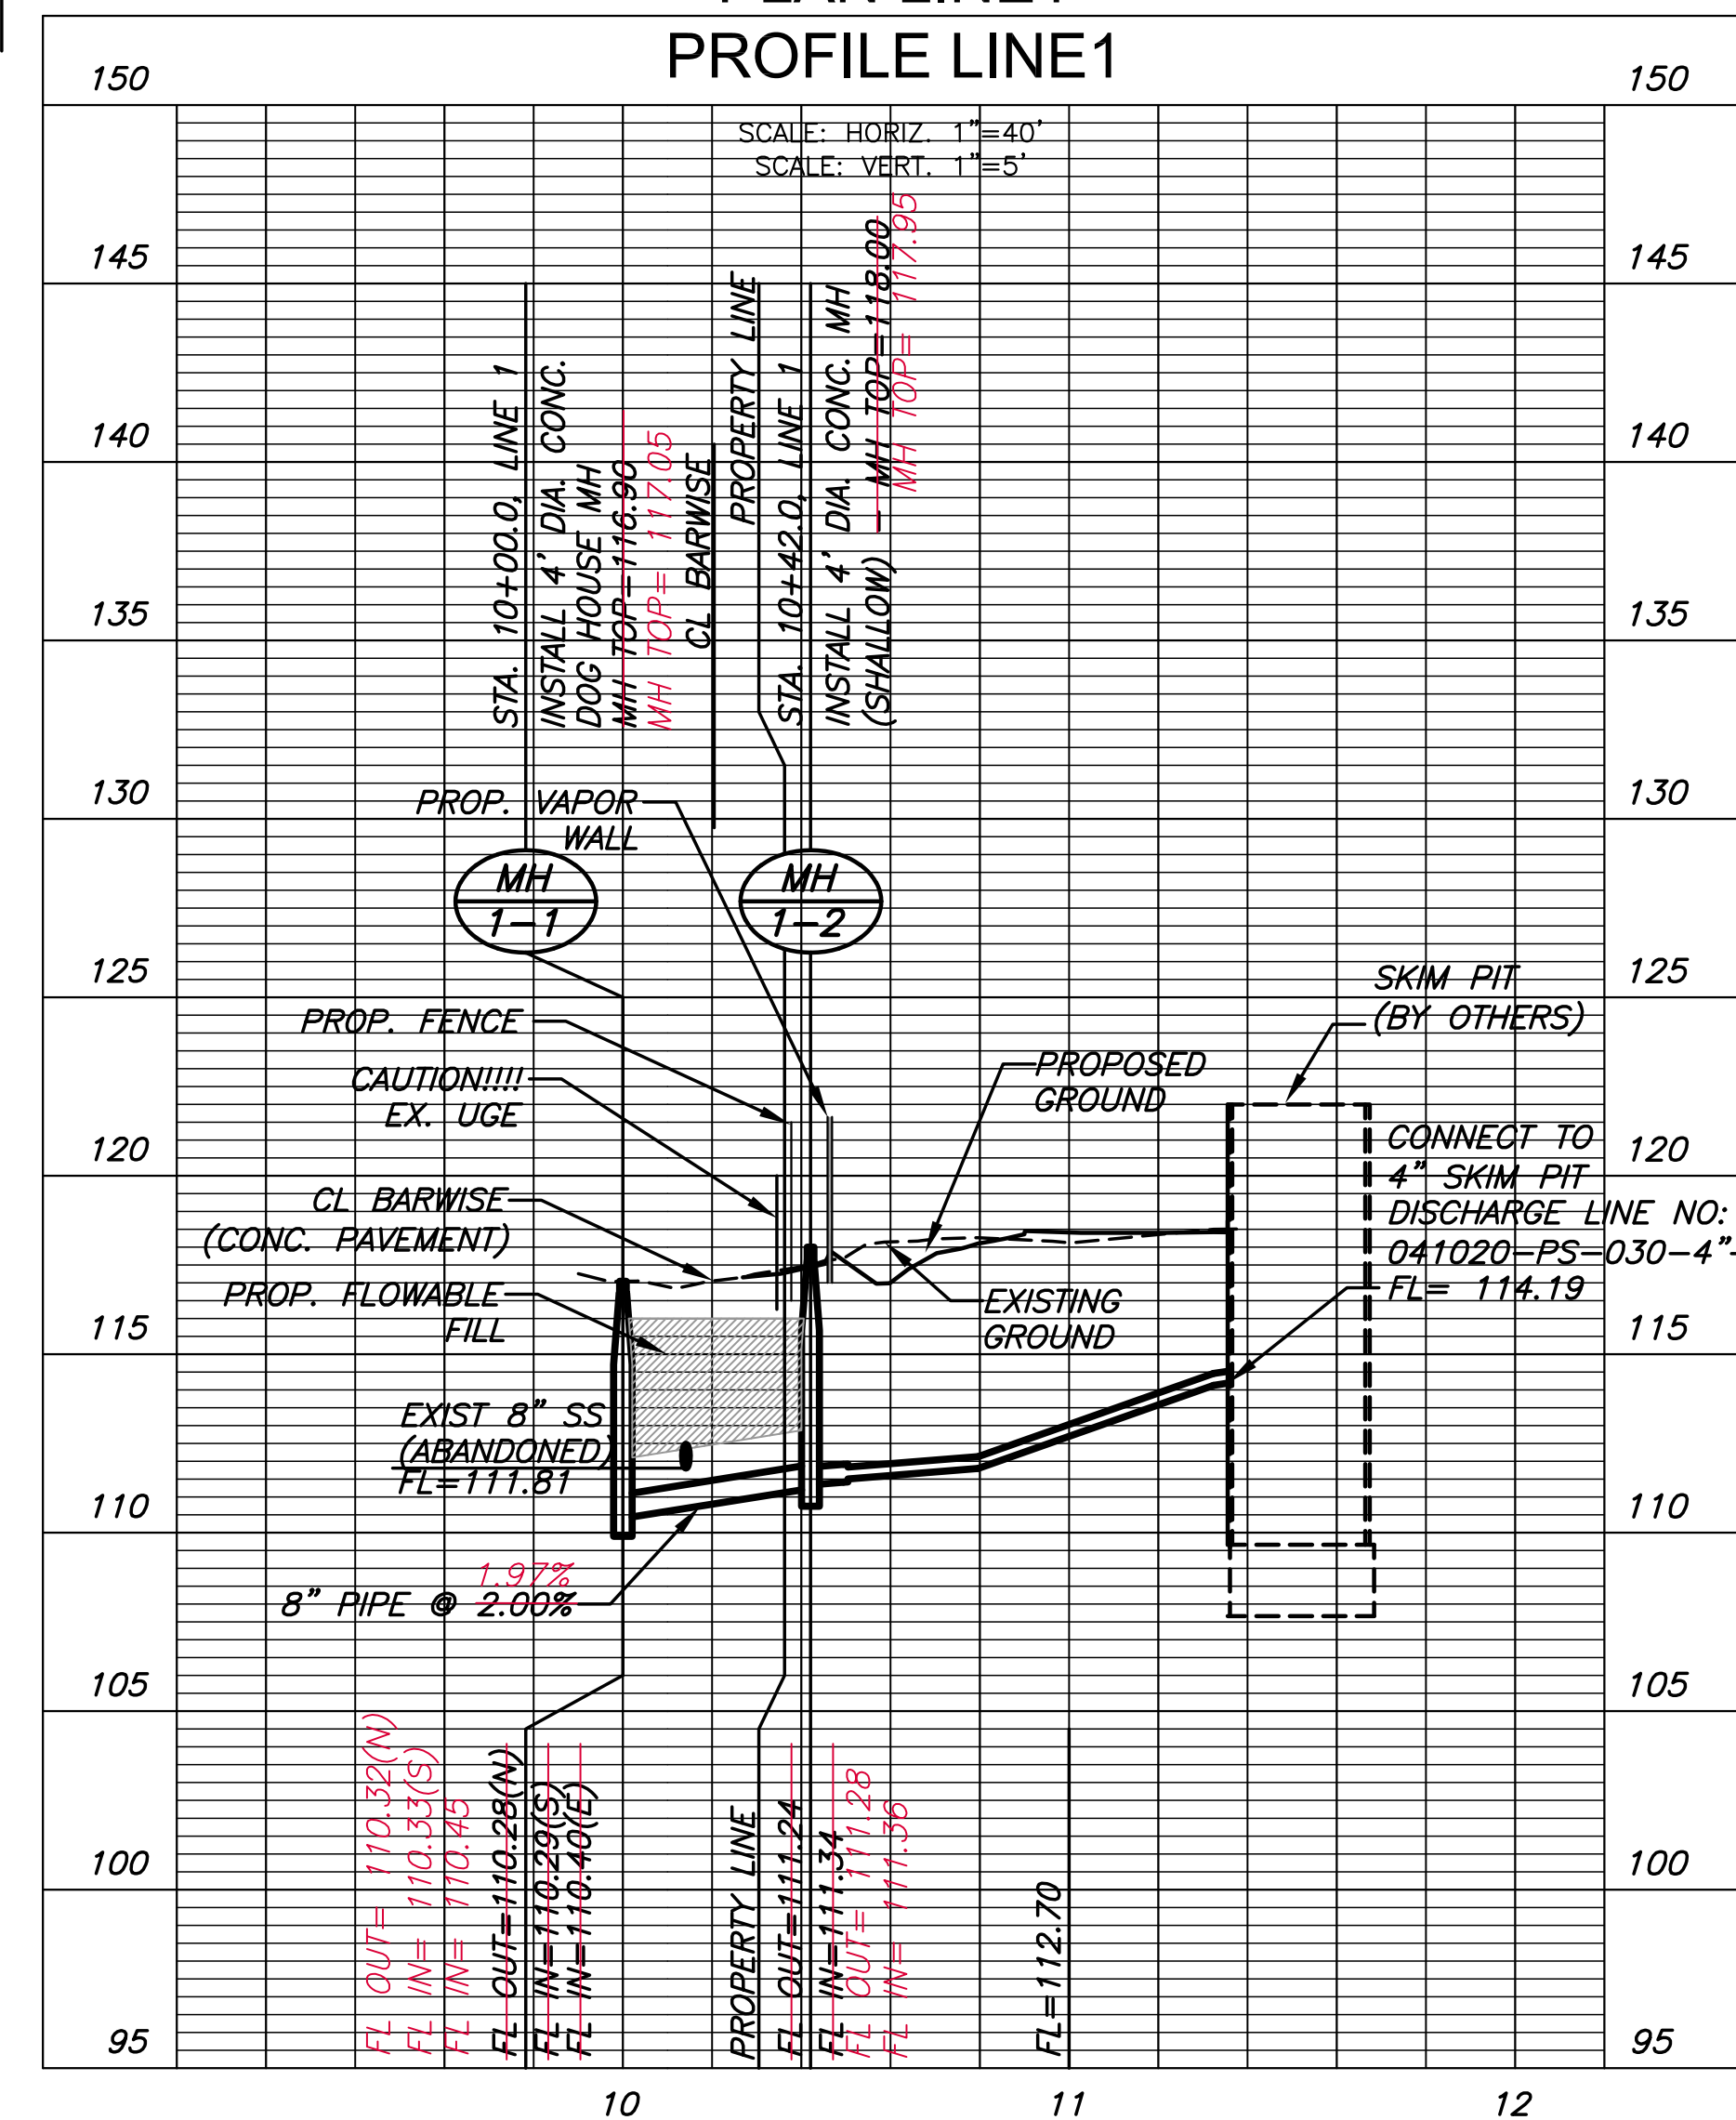 PROFILE LINE1
SCALE: HORIZ. 1"=40'
SCALE: VERT. 1"=5'
150
150
145
145
140
140
135
135
130
130
125
125
120
120
115
115
110
110
105
105
100
100
95
95
STA. 10+00.0, LINE 1
INSTALL 4' DIA. CONC.
DOG HOUSE MH
MH TOP=116.90
MH TOP= 117.05
CL BARWISE
PROPERTY LINE
STA. 10+42.0, LINE 1
INSTALL 4' DIA. CONC. MH
(SHALLOW) - MH TOP=118.00
MH TOP= 117.95
PROP. VAPOR
WALL
MH
1-1
MH
1-2
SKIM PIT
(BY OTHERS)
PROP. FENCE
CAUTION!!!!
EX. UGE
PROPOSED
GROUND
CL BARWISE
(CONC. PAVEMENT)
CONNECT TO
4" SKIM PIT
DISCHARGE LINE NO:
041020-PS-030-4"-
FL= 114.19
PROP. FLOWABLE
FILL
EXISTING
GROUND
EXIST 8" SS
(ABANDONED)
FL=111.81
1.97%
8" PIPE @ 2.00%
FL OUT= 110.32(N)
FL IN= 110.33(S)
FL IN= 110.45
FL OUT=110.28(N)
FL IN=110.29(S)
FL IN=110.40(E)
PROPERTY LINE
FL OUT=111.24
FL IN=111.34
FL OUT= 111.28
FL IN= 111.36
FL=112.70
10
11
12